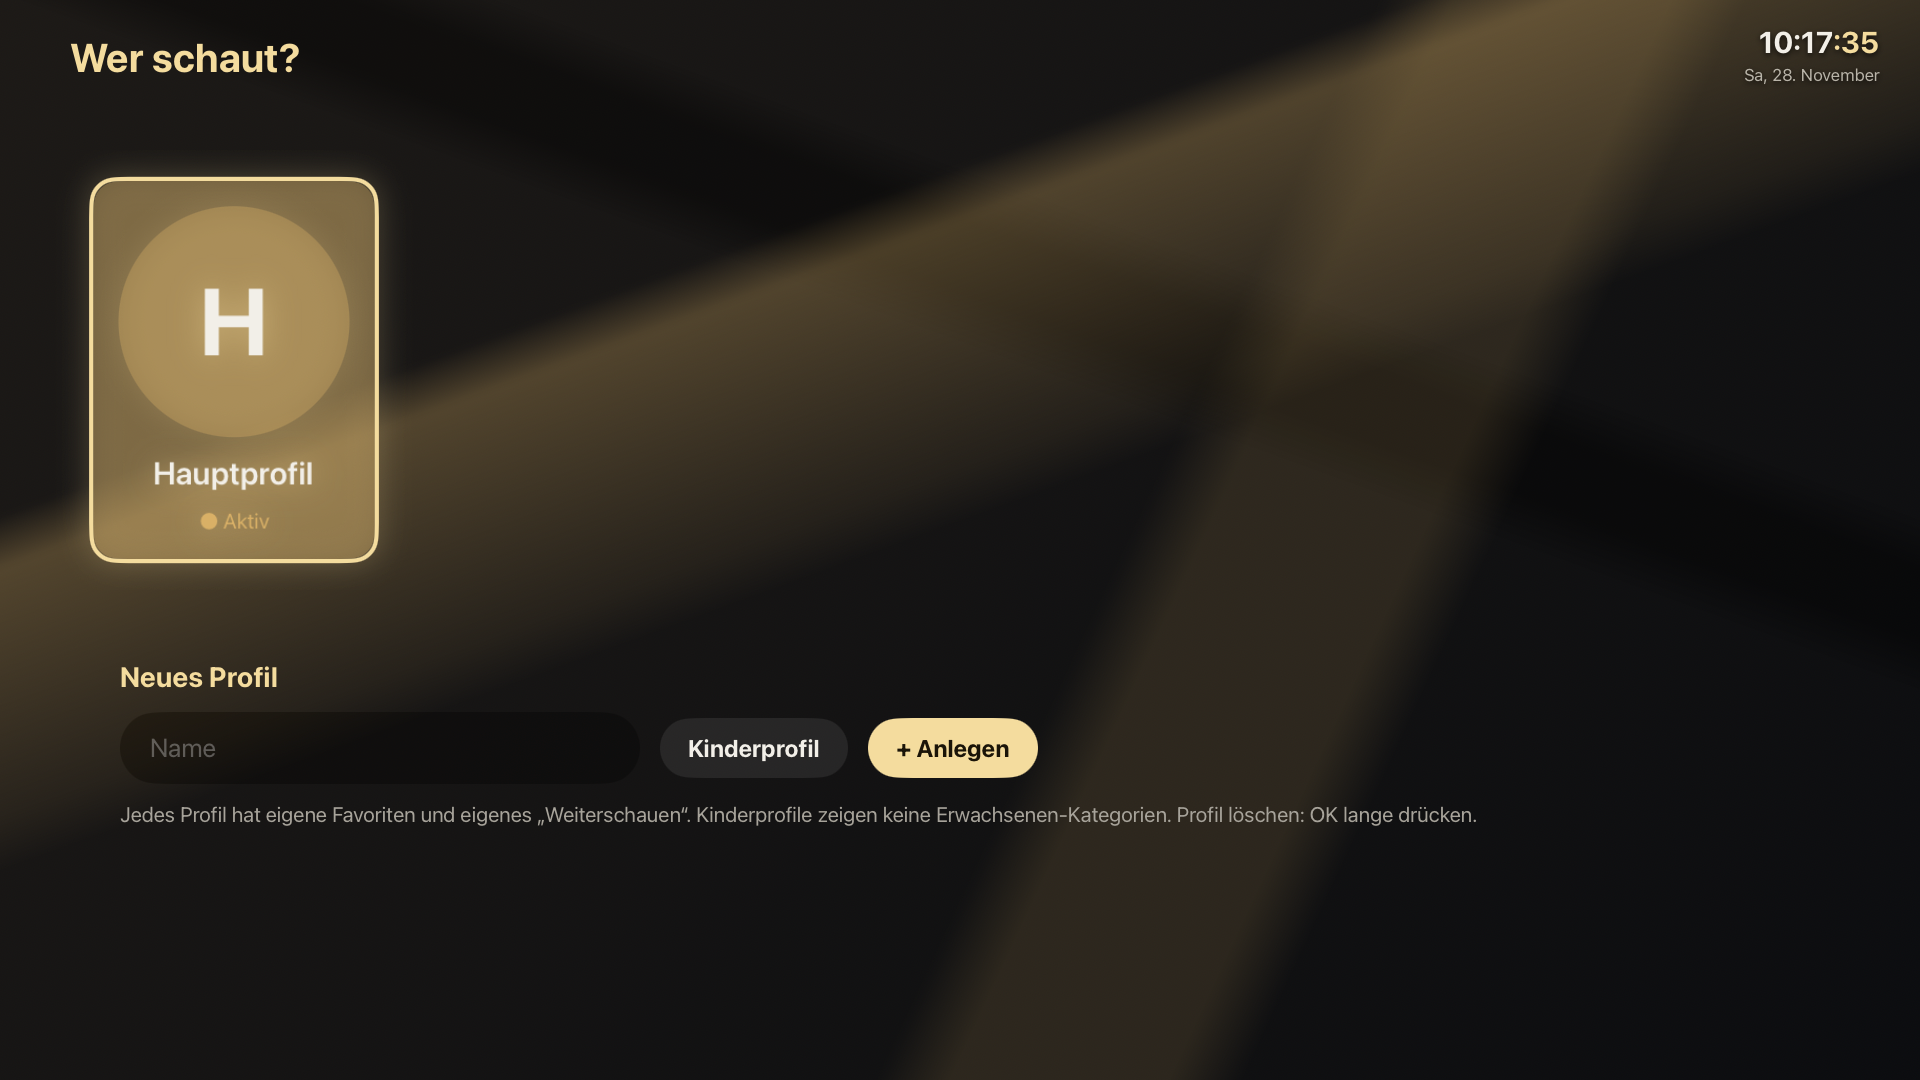 Wer schaut?
10:17:35
Sa, 28. November
H
Hauptprofil
Aktiv
Neues Profil
Name
Kinderprofil
+ Anlegen
Jedes Profil hat eigene Favoriten und eigenes „Weiterschauen“. Kinderprofile zeigen keine Erwachsenen-Kategorien. Profil löschen: OK lange drücken.